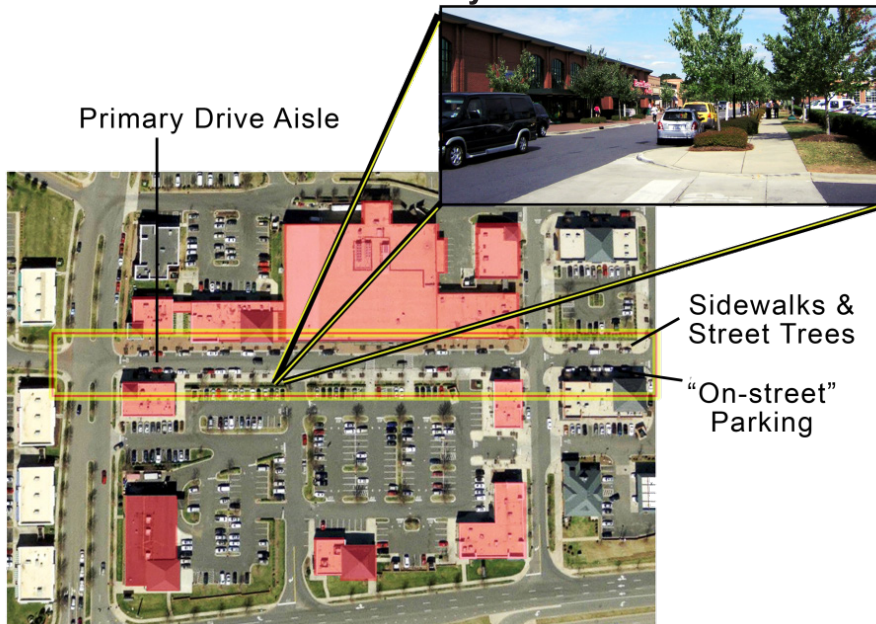 Primary Drive Aisle
Sidewalks &
Street Trees
“On-street”
Parking